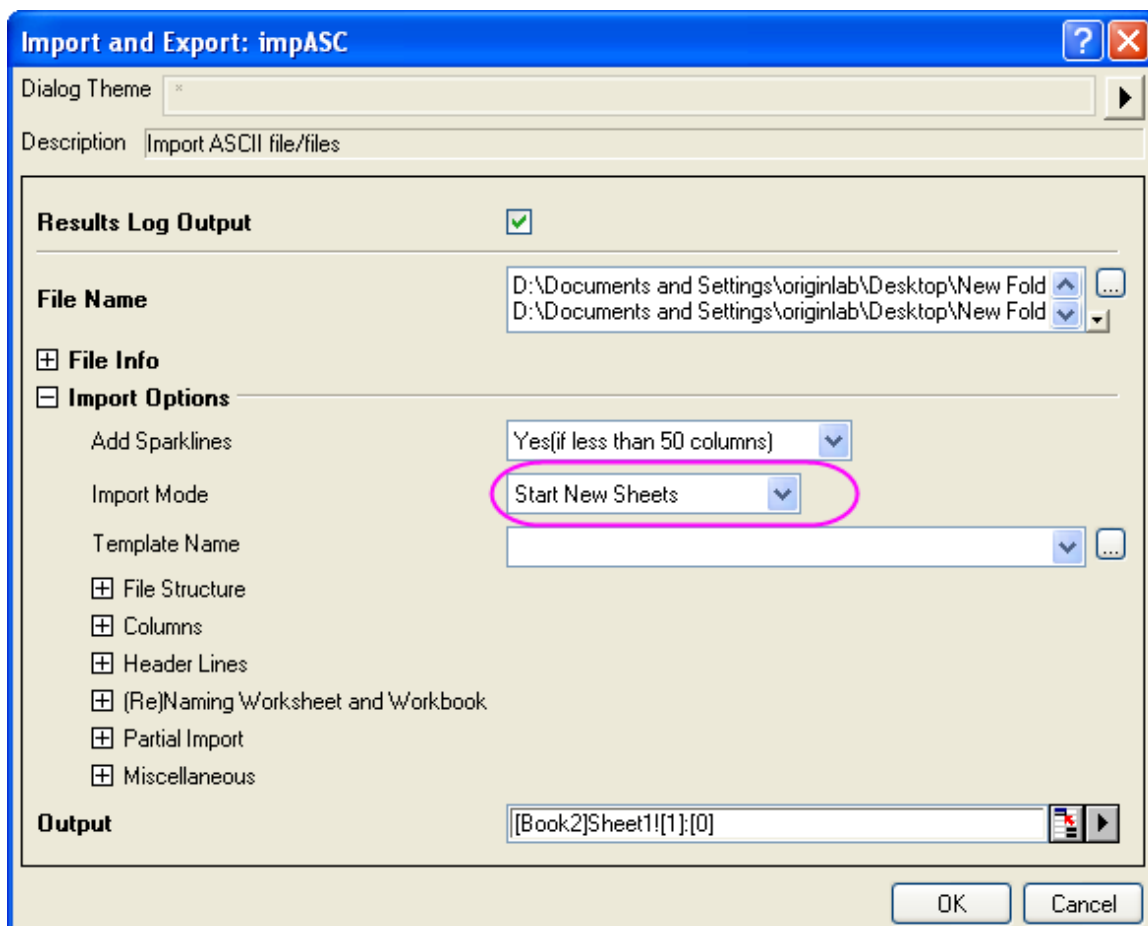 Import and Export: impASC
Dialog Theme *
Description Import ASCII file/files
Results Log Output
File Name D:\Documents and Settings\originlab\Desktop\New Fold ...
D:\Documents and Settings\originlab\Desktop\New Fold
File Info
Import Options
Add Sparklines Yes(if less than 50 columns)
Import Mode Start New Sheets
Template Name ...
File Structure
Columns
Header Lines
(Re)Naming Worksheet and Workbook
Partial Import
Miscellaneous
Output [Book2]Sheet1![1]:[0]
OK Cancel